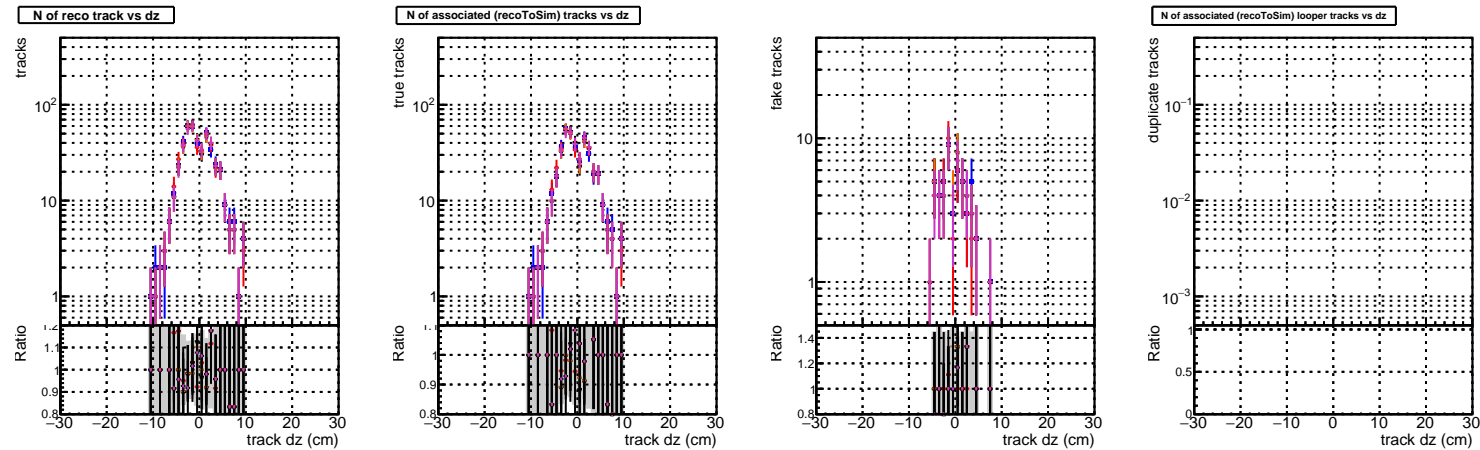 N of reco track vs dz
tracks
10²
10
1
Ratio
1.2
1.1
1
0.9
0.8
−30 −20 −10 0 10 20 30
track dz (cm)
N of associated (recoToSim) tracks vs dz
true tracks
10²
10
1
Ratio
1
0.9
0.8
−30 −20 −10 0 10 20 30
track dz (cm)
fake tracks
10
1
Ratio
1.4
1.2
1
0.8
−30 −20 −10 0 10 20 30
track dz (cm)
N of associated (recoToSim) looper tracks vs dz
duplicate tracks
10⁻¹
10⁻²
10⁻³
Ratio
1
0.5
0
−30 −20 −10 0 10 20 30
track dz (cm)